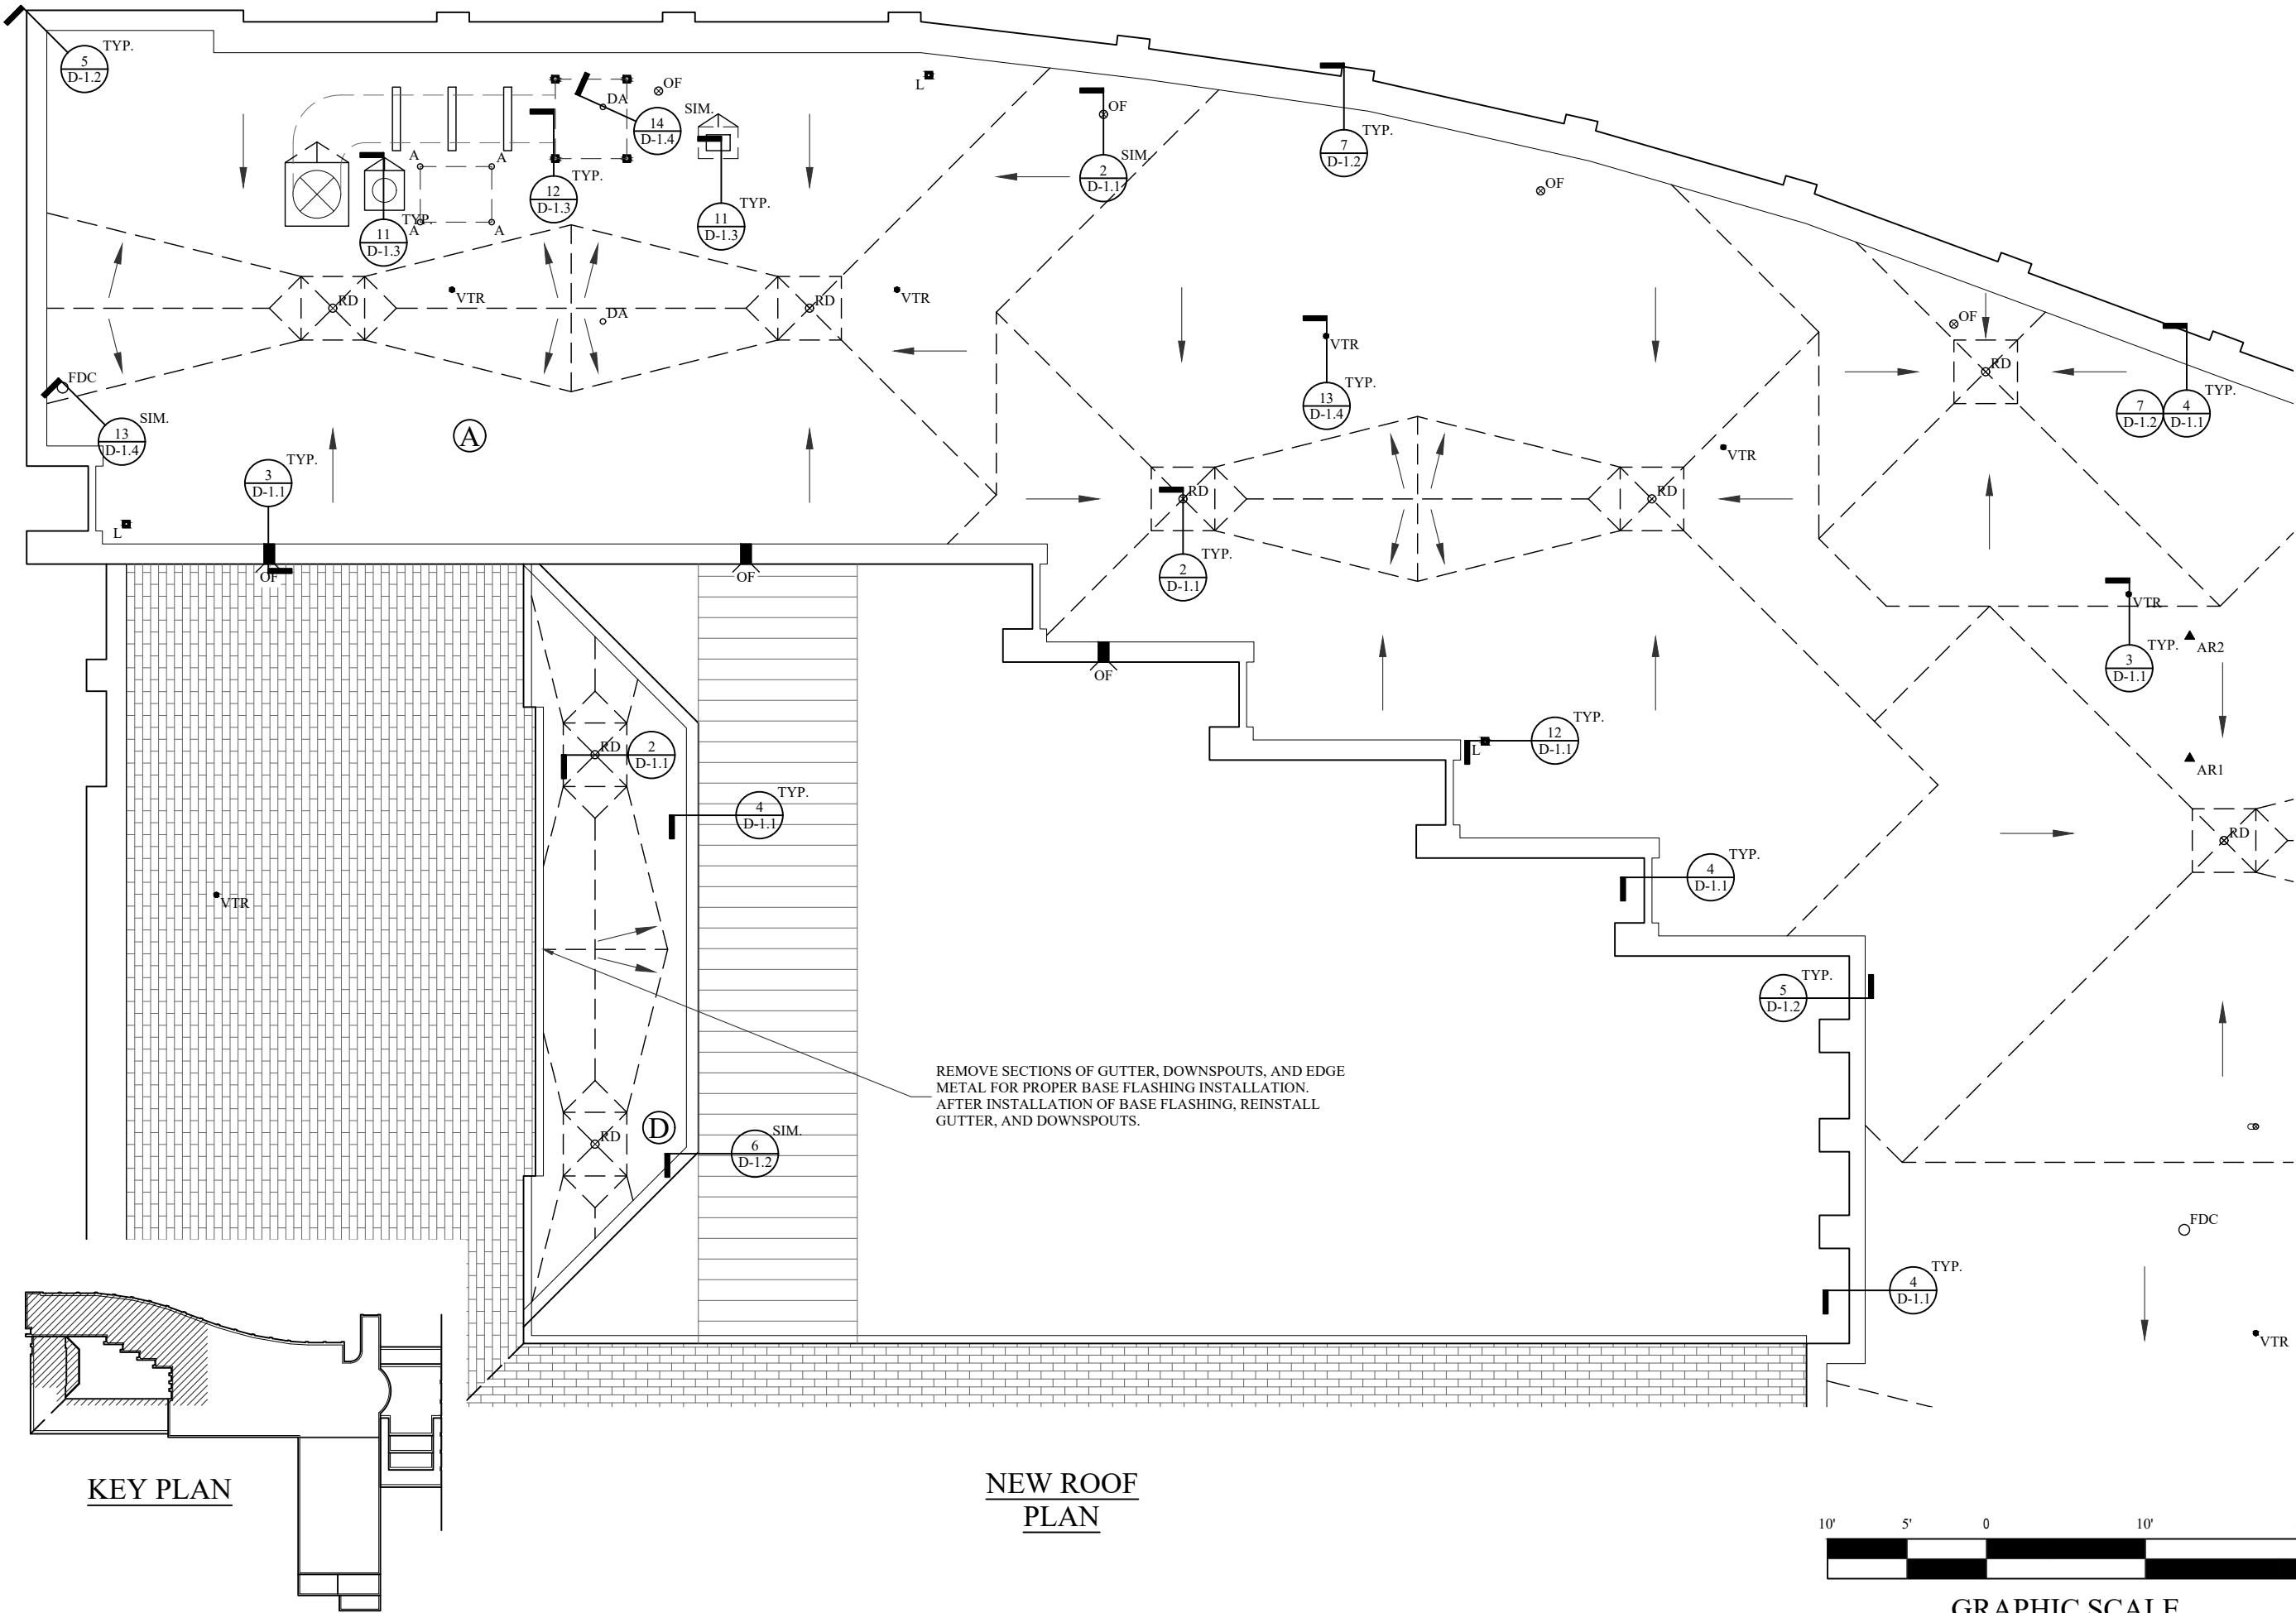 TYP.
5
D-1.2
OF
DA
14
D-1.4
SIM.
L
OF
2
D-1.1
SIM.
7
D-1.2
TYP.
OF
A
A
A
A
11
D-1.3
TYP.
12
D-1.3
TYP.
11
D-1.3
TYP.
RD
VTR
DA
RD
VTR
VTR
13
D-1.4
TYP.
OF
RD
7
D-1.2
4
D-1.1
TYP.
FDC
13
D-1.4
SIM.
A
3
D-1.1
TYP.
L
OF
OF
RD
2
D-1.1
TYP.
RD
VTR
OF
VTR
3
D-1.1
TYP.
AR2
AR1
RD
RD
2
D-1.1
4
D-1.1
TYP.
L
12
D-1.1
TYP.
4
D-1.1
TYP.
VTR
5
D-1.2
TYP.
REMOVE SECTIONS OF GUTTER, DOWNSPOUTS, AND EDGE
METAL FOR PROPER BASE FLASHING INSTALLATION.
AFTER INSTALLATION OF BASE FLASHING, REINSTALL
GUTTER, AND DOWNSPOUTS.
RD
D
6
D-1.2
SIM.
FDC
4
D-1.1
TYP.
VTR
KEY PLAN
NEW ROOF
PLAN
10' 5' 0 10'
GRAPHIC SCALE